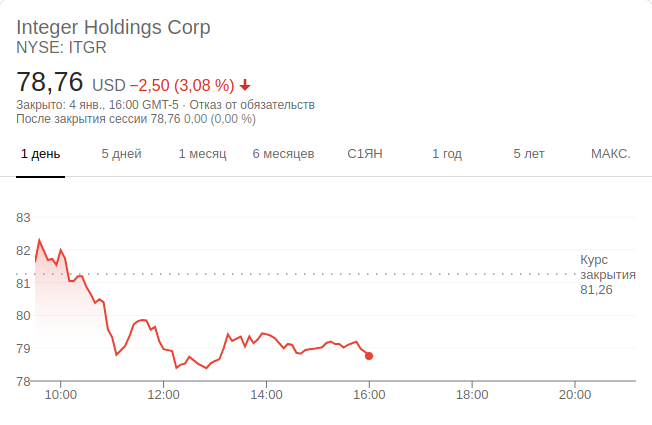 Integer Holdings Corp
NYSE: ITGR
78,76 USD −2,50 (3,08 %)
Закрыто: 4 янв., 16:00 GMT-5 · Отказ от обязательств
После закрытия сессии 78,76 0,00 (0,00 %)
1 день 5 дней 1 месяц 6 месяцев С1ЯН 1 год 5 лет МАКС.
83
82
Курс
закрытия
81,26
81
80
79
78
10:00 12:00 14:00 16:00 18:00 20:00